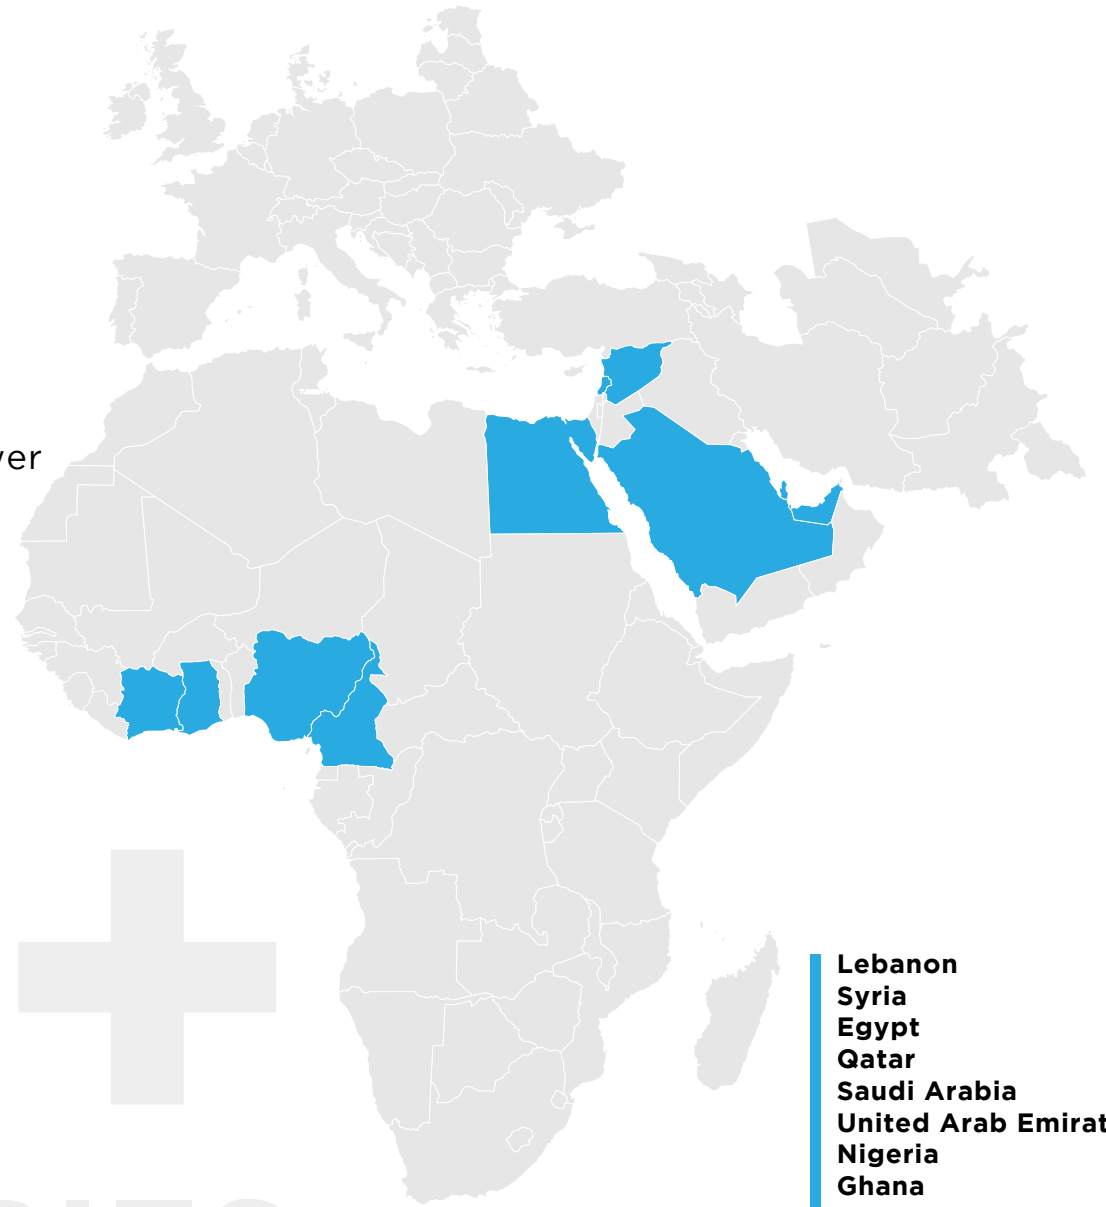 ver
Lebanon
Syria
Egypt
Qatar
Saudi Arabia
United Arab Emirat
Nigeria
Ghana